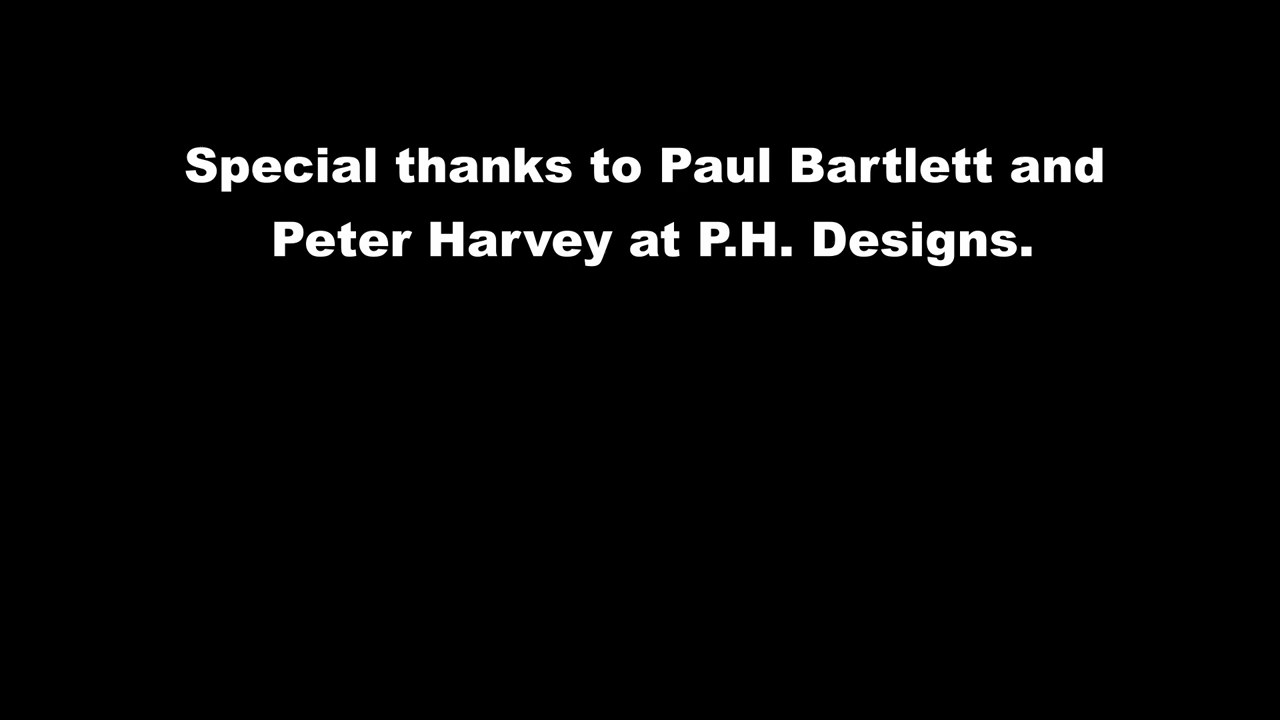 Special thanks to Paul Bartlett and
Peter Harvey at P.H. Designs.